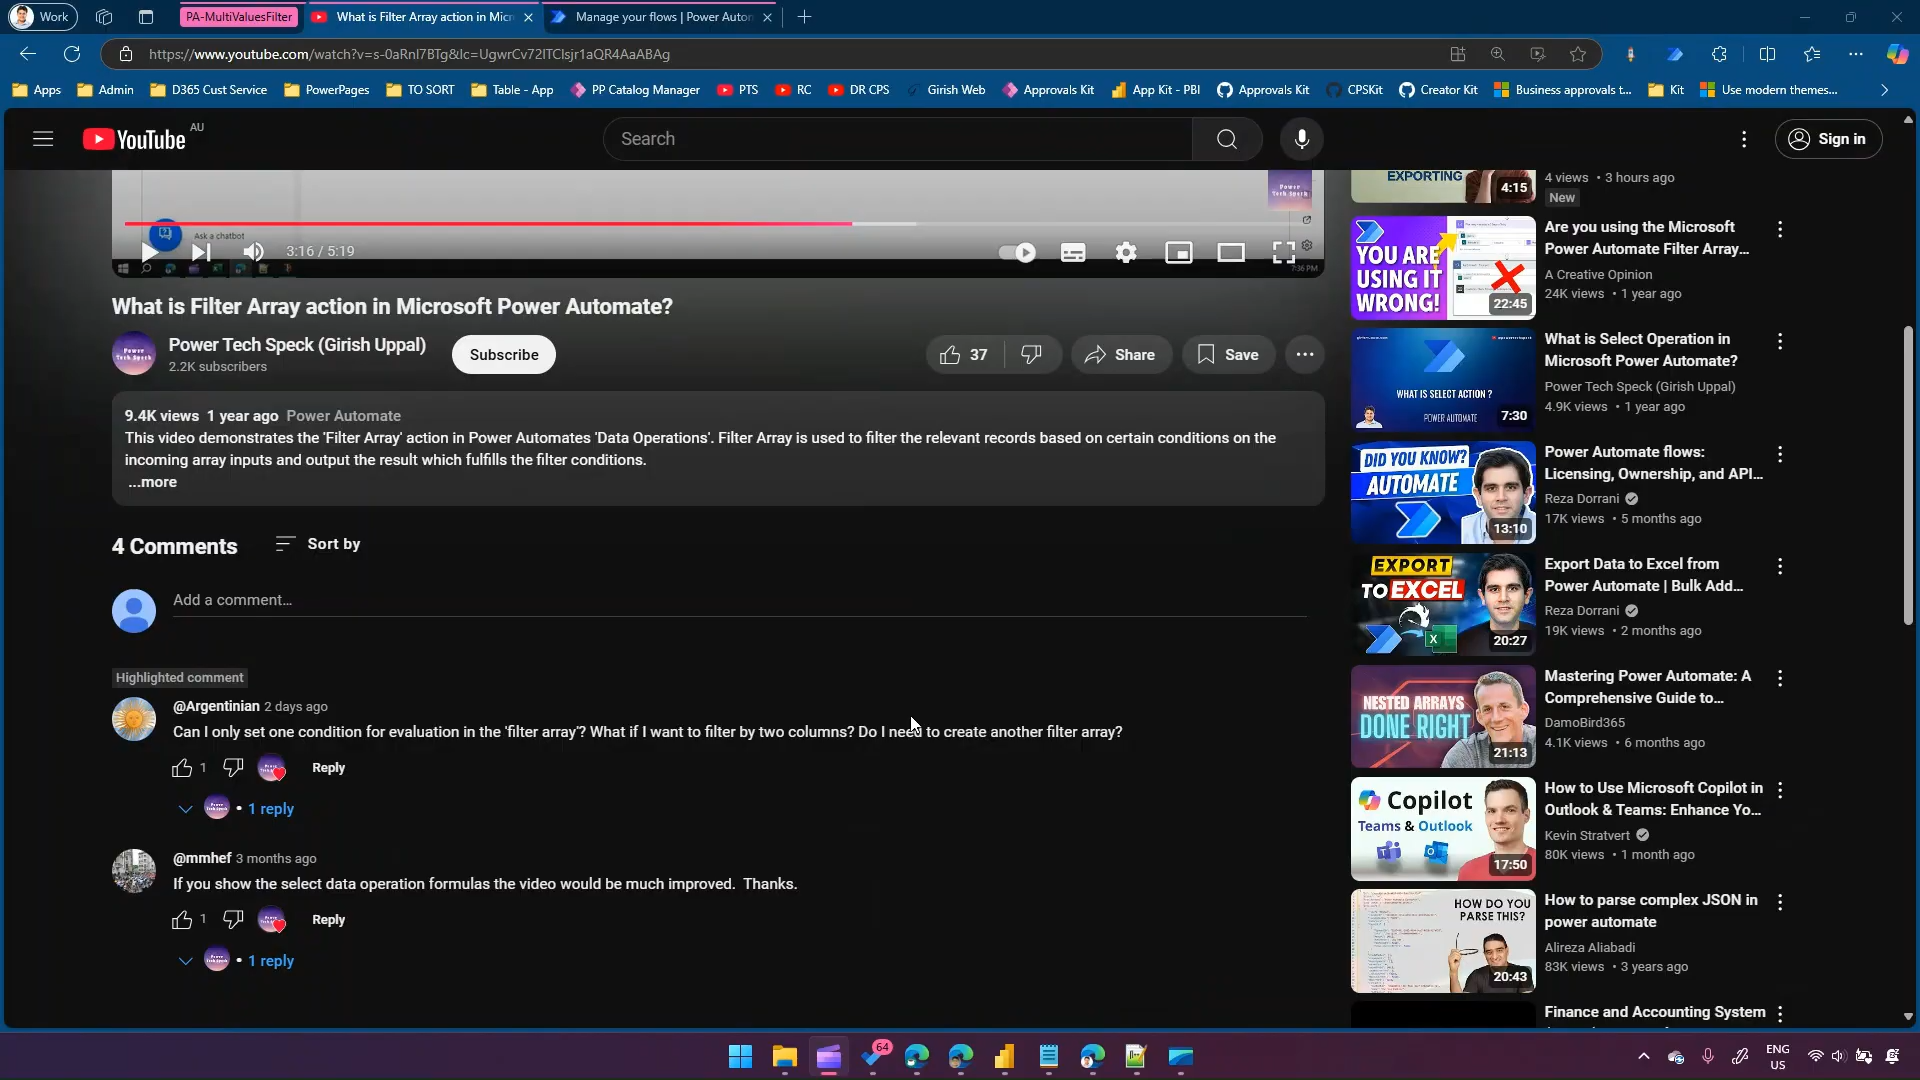 Work
PA-MultiValuesFilter
What is Filter Array action in Micr
Manage your flows | Power Autom
https://www.youtube.com/watch?v=s-0aRnI7BTg&lc=UgwrCv72ITClsjr1aQR4AaABAg
Apps
Admin
D365 Cust Service
PowerPages
TO SORT
Table - App
PP Catalog Manager
PTS
RC
DR CPS
Girish Web
Approvals Kit
App Kit - PBI
Approvals Kit
CPSKit
Creator Kit
Business approvals t...
Kit
Use modern themes...
YouTube
AU
Search
Sign in
Power
Tech Speck
Ask a chatbot
3:16 / 5:19
7:36 PM
What is Filter Array action in Microsoft Power Automate?
Power Tech Speck (Girish Uppal)
2.2K subscribers
Subscribe
37
Share
Save
9.4K views 1 year ago Power Automate
This video demonstrates the 'Filter Array' action in Power Automates 'Data Operations'. Filter Array is used to filter the relevant records based on certain conditions on the
incoming array inputs and output the result which fulfills the filter conditions.
...more
4 Comments
Sort by
Add a comment...
Highlighted comment
@Argentinian 2 days ago
Can I only set one condition for evaluation in the 'filter array'? What if I want to filter by two columns? Do I need to create another filter array?
1
Reply
• 1 reply
@mmhef 3 months ago
If you show the select data operation formulas the video would be much improved. Thanks.
1
Reply
• 1 reply
EXPORTING
4:15
4 views • 3 hours ago
New
YOU ARE
USING IT
WRONG!
22:45
Are you using the Microsoft
Power Automate Filter Array...
A Creative Opinion
24K views • 1 year ago
WHAT IS SELECT ACTION ?
POWER AUTOMATE
7:30
What is Select Operation in
Microsoft Power Automate?
Power Tech Speck (Girish Uppal)
4.9K views • 1 year ago
DID YOU KNOW?
AUTOMATE
13:10
Power Automate flows:
Licensing, Ownership, and API...
Reza Dorrani
17K views • 5 months ago
EXPORT
TO EXCEL
20:27
Export Data to Excel from
Power Automate | Bulk Add...
Reza Dorrani
19K views • 2 months ago
NESTED ARRAYS
DONE RIGHT
21:13
Mastering Power Automate: A
Comprehensive Guide to...
DamoBird365
4.1K views • 6 months ago
Copilot
Teams & Outlook
17:50
How to Use Microsoft Copilot in
Outlook & Teams: Enhance Yo...
Kevin Stratvert
80K views • 1 month ago
HOW DO YOU
PARSE THIS?
20:43
How to parse complex JSON in
power automate
Alireza Aliabadi
83K views • 3 years ago
Finance and Accounting System
64
ENG
US